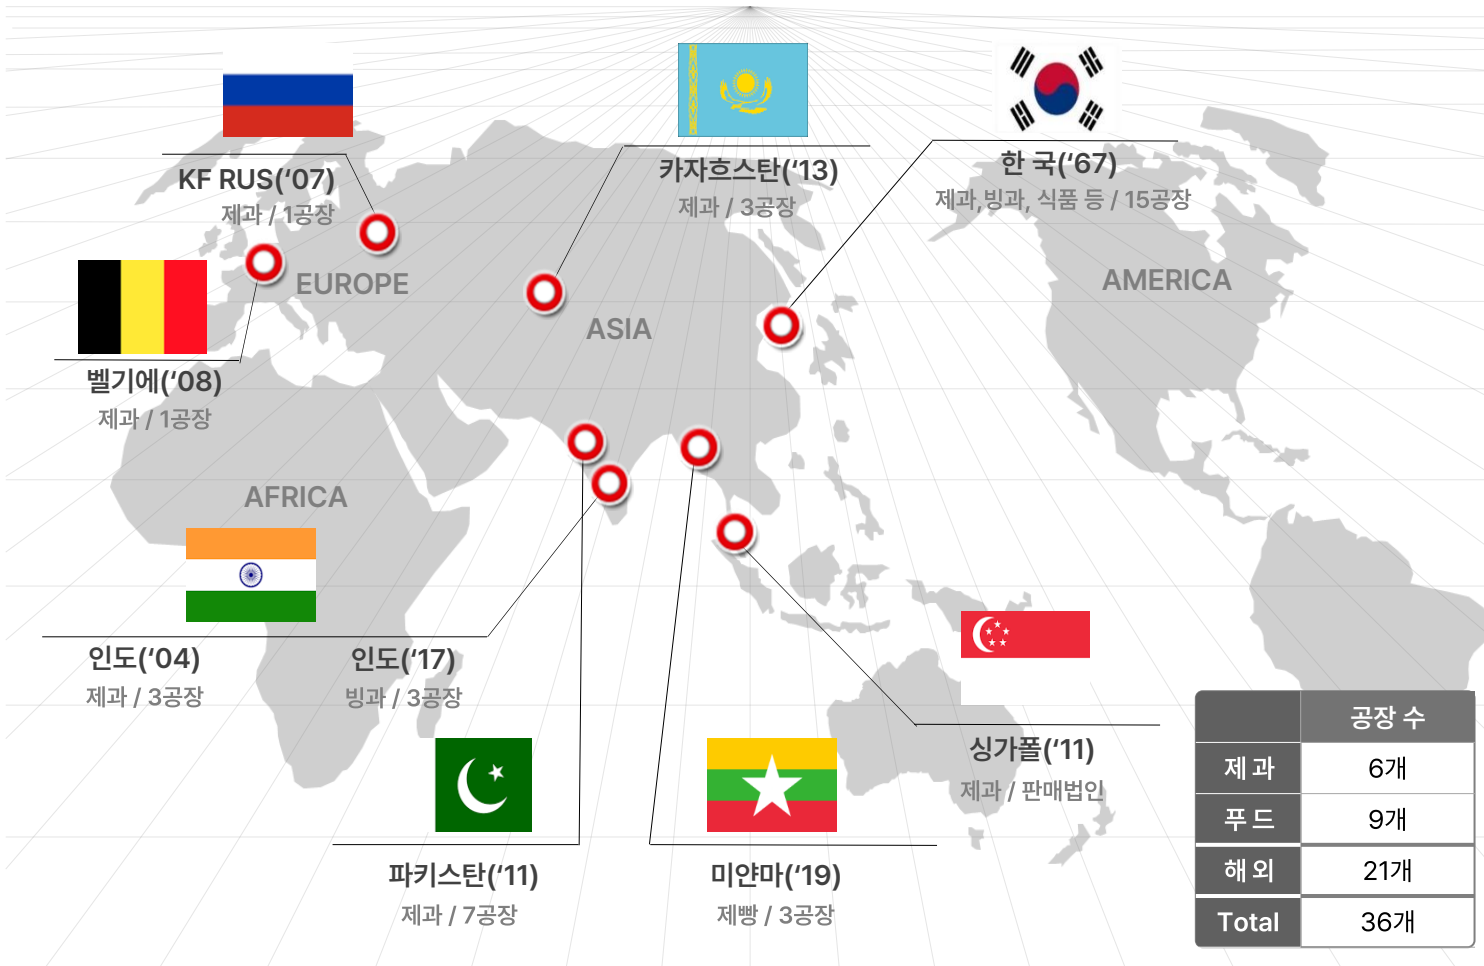 KF RUS(‘07)
제과 / 1공장
카자흐스탄(‘13)
제과 / 3공장
한 국(‘67)
제과,빙과, 식품 등 / 15공장
EUROPE
ASIA
AMERICA
벨기에(‘08)
제과 / 1공장
AFRICA
인도(‘04)
제과 / 3공장
인도(‘17)
빙과 / 3공장
싱가폴(‘11)
제과 / 판매법인
파키스탄(‘11)
제과 / 7공장
미얀마(‘19)
제빵 / 3공장
공장 수
제 과 6개
푸 드 9개
해 외 21개
Total 36개